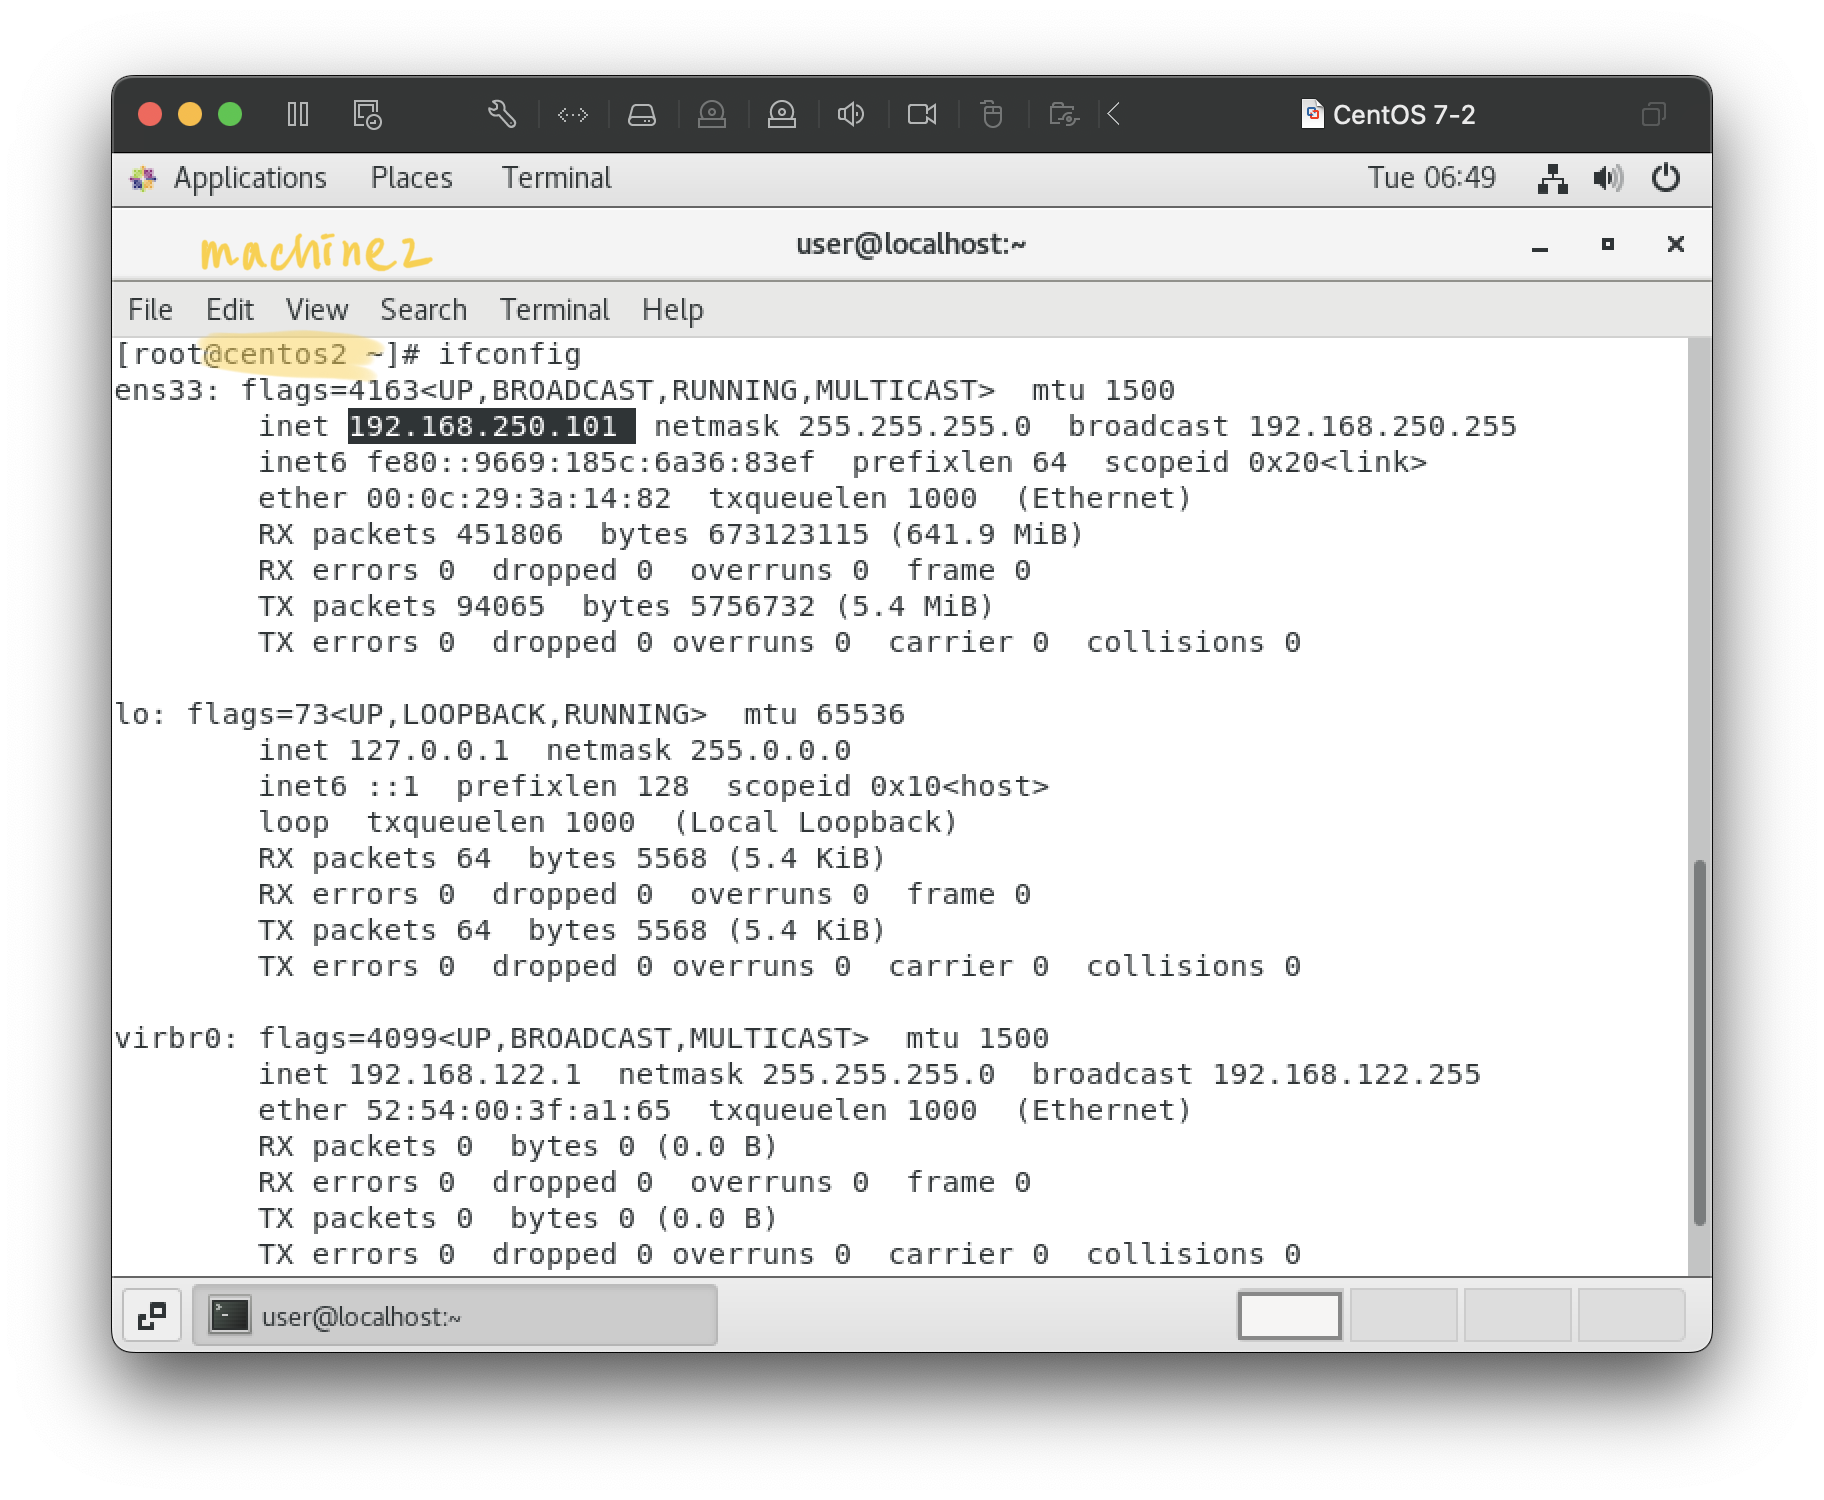 CentOS 7-2
Applications Places Terminal Tue 06:49
machine2 user@localhost:~
File Edit View Search Terminal Help
[root@centos2 ~]# ifconfig
ens33: flags=4163<UP,BROADCAST,RUNNING,MULTICAST>  mtu 1500
        inet 192.168.250.101  netmask 255.255.255.0  broadcast 192.168.250.255
        inet6 fe80::9669:185c:6a36:83ef  prefixlen 64  scopeid 0x20<link>
        ether 00:0c:29:3a:14:82  txqueuelen 1000  (Ethernet)
        RX packets 451806  bytes 673123115 (641.9 MiB)
        RX errors 0  dropped 0  overruns 0  frame 0
        TX packets 94065  bytes 5756732 (5.4 MiB)
        TX errors 0  dropped 0 overruns 0  carrier 0  collisions 0

lo: flags=73<UP,LOOPBACK,RUNNING>  mtu 65536
        inet 127.0.0.1  netmask 255.0.0.0
        inet6 ::1  prefixlen 128  scopeid 0x10<host>
        loop  txqueuelen 1000  (Local Loopback)
        RX packets 64  bytes 5568 (5.4 KiB)
        RX errors 0  dropped 0  overruns 0  frame 0
        TX packets 64  bytes 5568 (5.4 KiB)
        TX errors 0  dropped 0 overruns 0  carrier 0  collisions 0

virbr0: flags=4099<UP,BROADCAST,MULTICAST>  mtu 1500
        inet 192.168.122.1  netmask 255.255.255.0  broadcast 192.168.122.255
        ether 52:54:00:3f:a1:65  txqueuelen 1000  (Ethernet)
        RX packets 0  bytes 0 (0.0 B)
        RX errors 0  dropped 0  overruns 0  frame 0
        TX packets 0  bytes 0 (0.0 B)
        TX errors 0  dropped 0 overruns 0  carrier 0  collisions 0
user@localhost:~